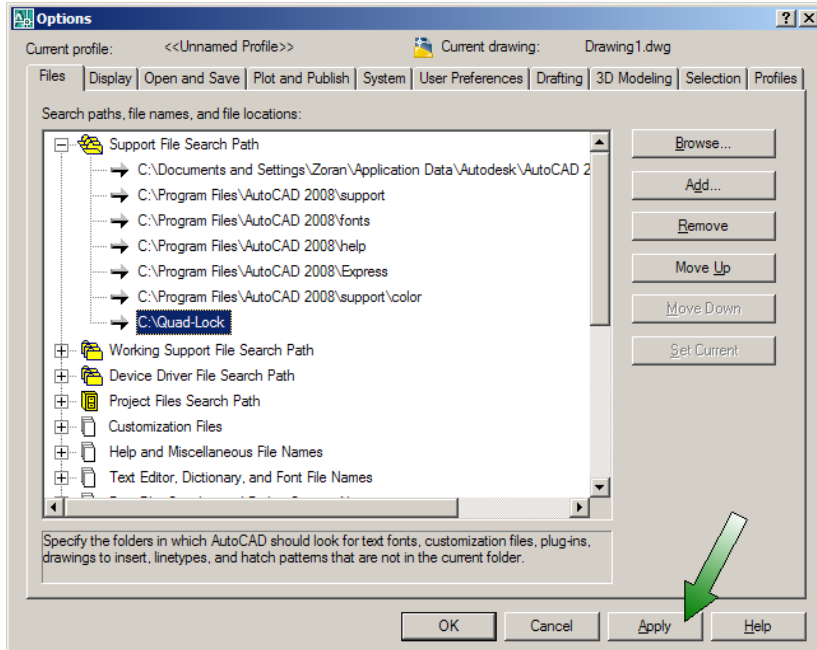 Options
Current profile: <<Unnamed Profile>> Current drawing: Drawing1.dwg
Files Display Open and Save Plot and Publish System User Preferences Drafting 3D Modeling Selection Profiles
Search paths, file names, and file locations:
Support File Search Path
C:\Documents and Settings\Zoran\Application Data\Autodesk\AutoCAD 2
C:\Program Files\AutoCAD 2008\support
C:\Program Files\AutoCAD 2008\fonts
C:\Program Files\AutoCAD 2008\help
C:\Program Files\AutoCAD 2008\Express
C:\Program Files\AutoCAD 2008\support\color
C:\Quad-Lock
Working Support File Search Path
Device Driver File Search Path
Project Files Search Path
Customization Files
Help and Miscellaneous File Names
Text Editor, Dictionary, and Font File Names
Browse...
Add...
Remove
Move Up
Move Down
Set Current
Specify the folders in which AutoCAD should look for text fonts, customization files, plug-ins,
drawings to insert, linetypes, and hatch patterns that are not in the current folder.
OK Cancel Apply Help